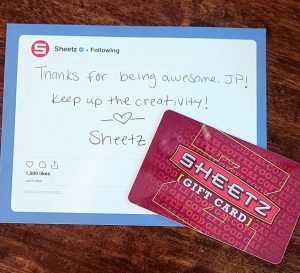 Sheetz • Following
Thanks for being awesome, JP!
Keep up the creativity!
Sheetz
1,000 likes
SHEETZ
GIFT CARD